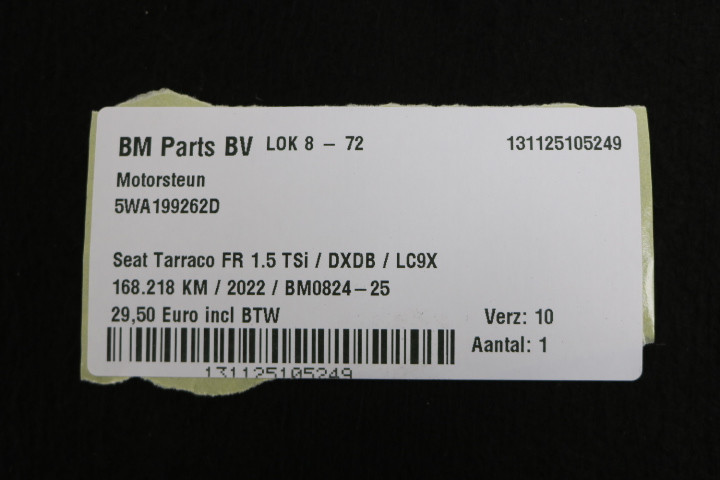 BM Parts BV LOK 8 - 72 131125105249
Motorsteun
5WA199262D
Seat Tarraco FR 1.5 TSi / DXDB / LC9X
168.218 KM / 2022 / BM0824-25
29,50 Euro incl BTW Verz: 10
Aantal: 1
131125105249